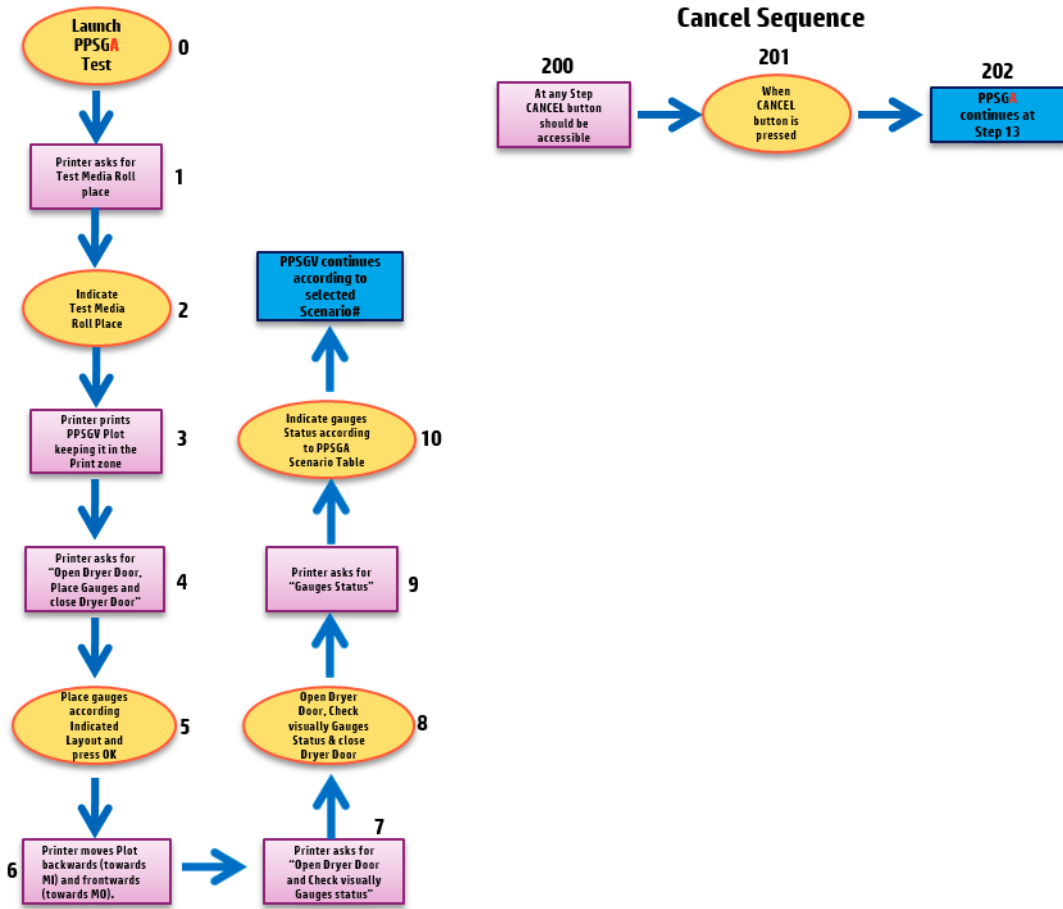 Launch
PPSGA
Test
0
Printer asks for
Test Media Roll
place
1
Indicate
Test Media
Roll Place
2
Printer prints
PPSGV Plot
keeping it in the
Print zone
3
Printer asks for
“Open Dryer Door,
Place Gauges and
close Dryer Door”
4
Place gauges
according
Indicated
Layout and
press OK
5
6
Printer moves Plot
backwards (towards
MI) and frontwards
(towards MO).
7
Printer asks for
“Open Dryer Door
and Check visually
Gauges status”
Open Dryer
Door, Check
visually Gauges
Status & close
Dryer Door
8
Printer asks for
“Gauges Status”
9
Indicate gauges
Status according
to PPSGA
Scenario Table
10
PPSGV continues
according to
selected
Scenario#
Cancel Sequence
200
At any Step
CANCEL button
should be
accessible
201
When
CANCEL
button is
pressed
202
PPSGA
continues at
Step 13